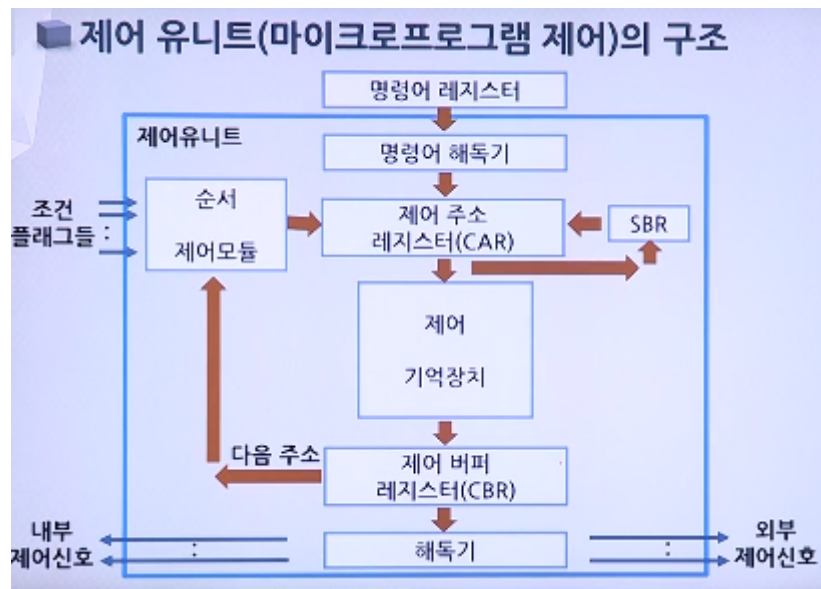 제어 유니트(마이크로프로그램 제어)의 구조
명령어 레지스터
제어유니트
명령어 해독기
조건
플래그들 :
순서
제어모듈
제어 주소
레지스터(CAR)
SBR
제어
기억장치
다음 주소
제어 버퍼
레지스터(CBR)
내부
제어신호
:
해독기
:
외부
제어신호